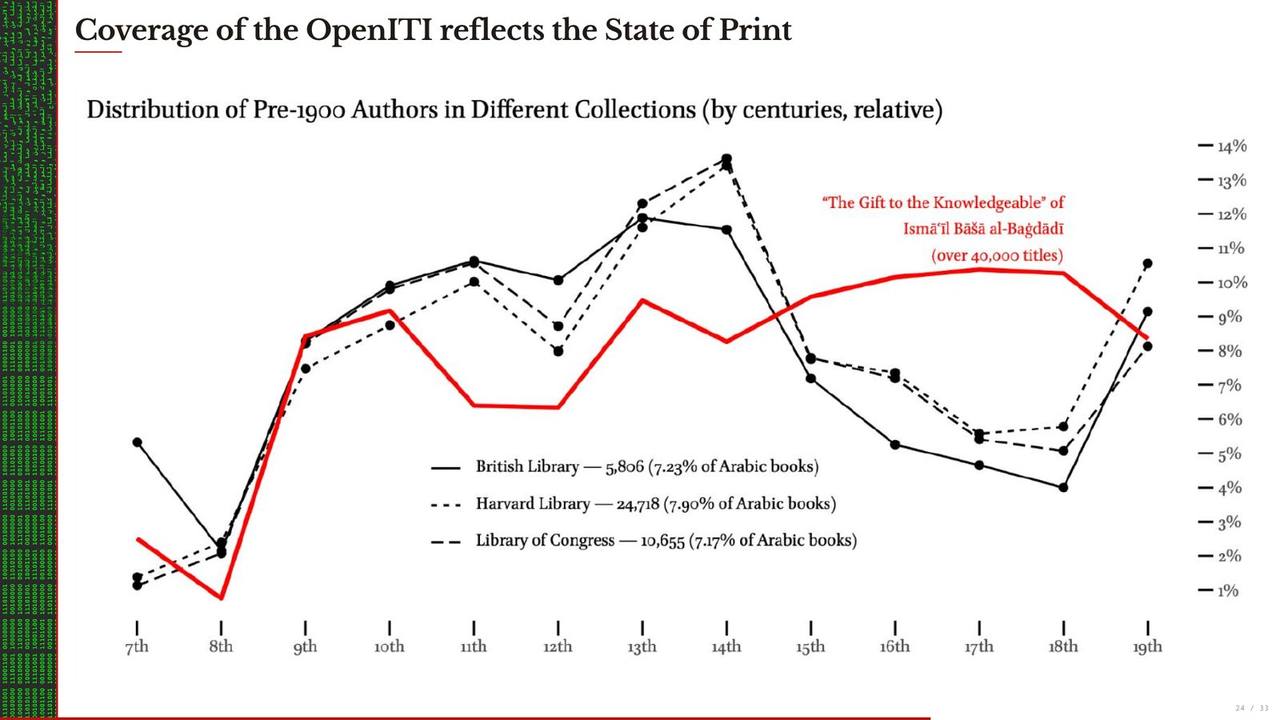 Coverage of the OpenITI reflects the State of Print
Distribution of Pre-1900 Authors in Different Collections (by centuries, relative)
14%
13%
12%
11%
10%
9%
8%
7%
6%
5%
4%
3%
2%
1%
“The Gift to the Knowledgeable” of
Ismāʿīl Bāšā al-Baġdādī
(over 40,000 titles)
British Library — 5,806 (7.23% of Arabic books)
Harvard Library — 24,718 (7.90% of Arabic books)
Library of Congress — 10,655 (7.17% of Arabic books)
7th 8th 9th 10th 11th 12th 13th 14th 15th 16th 17th 18th 19th
24 / 33